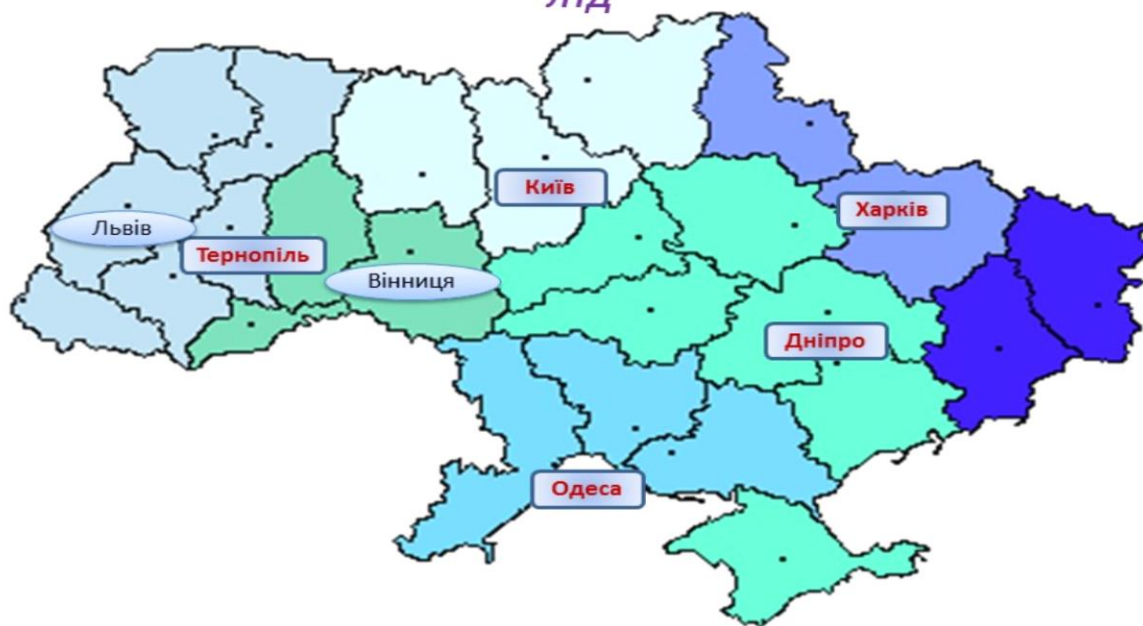 Київ
Харків
Львів
Тернопіль
Вінниця
Дніпро
Одеса